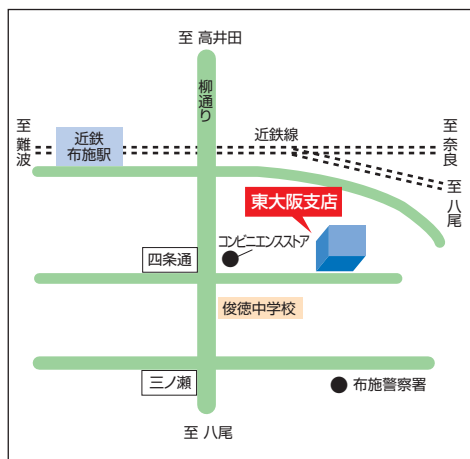 至 高井田
柳通り
至 難波
近鉄
布施駅
近鉄線
至 奈良
至 八尾
東大阪支店
コンビニエンスストア
四条通
俊徳中学校
三ノ瀬
布施警察署
至 八尾